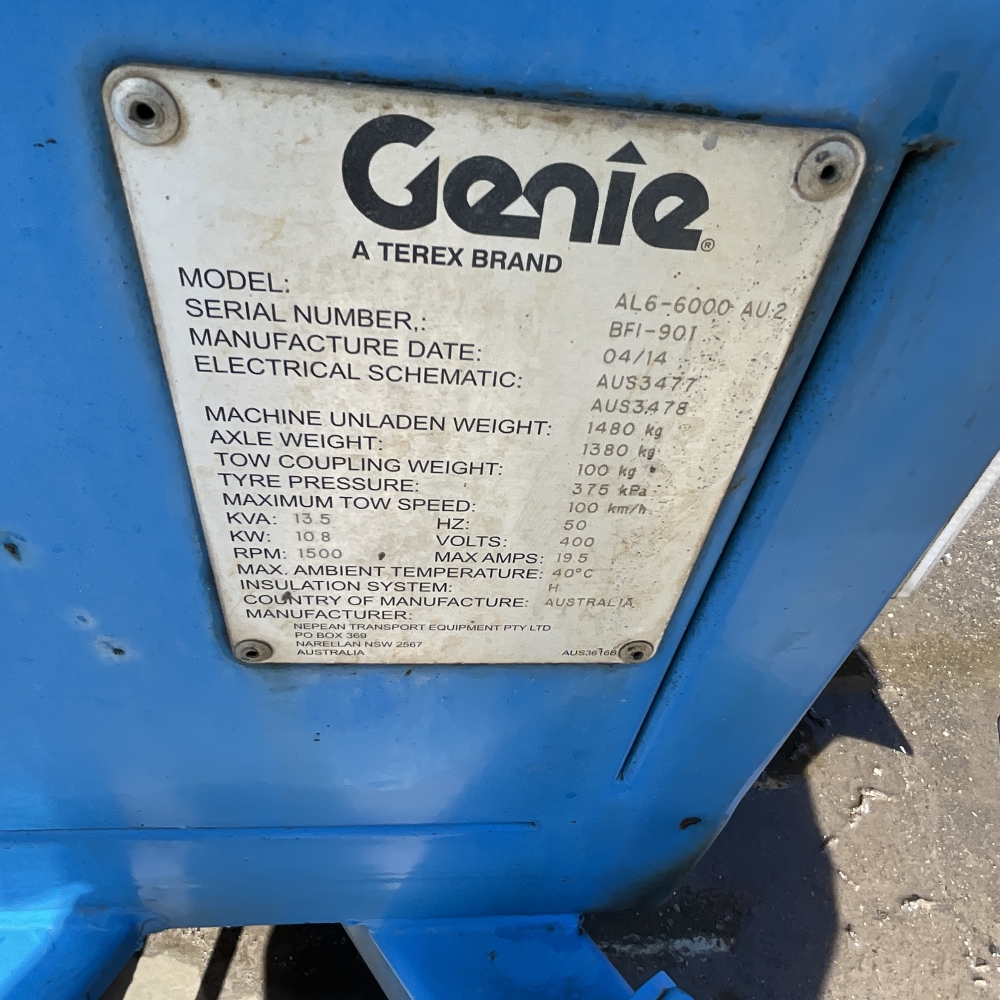 Genie®
A TEREX BRAND
MODEL: AL6-6000 AU:2
SERIAL NUMBER,: BFI-901
MANUFACTURE DATE: 04/14
ELECTRICAL SCHEMATIC: AUS3477
AUS3478
MACHINE UNLADEN WEIGHT: 1480 kg
AXLE WEIGHT: 1380 kg
TOW COUPLING WEIGHT: 100 kg
TYRE PRESSURE: 375 kPa
MAXIMUM TOW SPEED: 100 km/h
KVA: 13.5 HZ: 50
KW: 10.8 VOLTS: 400
RPM: 1500 MAX AMPS: 19.5
MAX. AMBIENT TEMPERATURE: 40°C
INSULATION SYSTEM: H
COUNTRY OF MANUFACTURE: AUSTRALIA
MANUFACTURER:
NEPEAN TRANSPORT EQUIPMENT PTY LTD
PO BOX 369
NARELLAN NSW 2567
AUSTRALIA